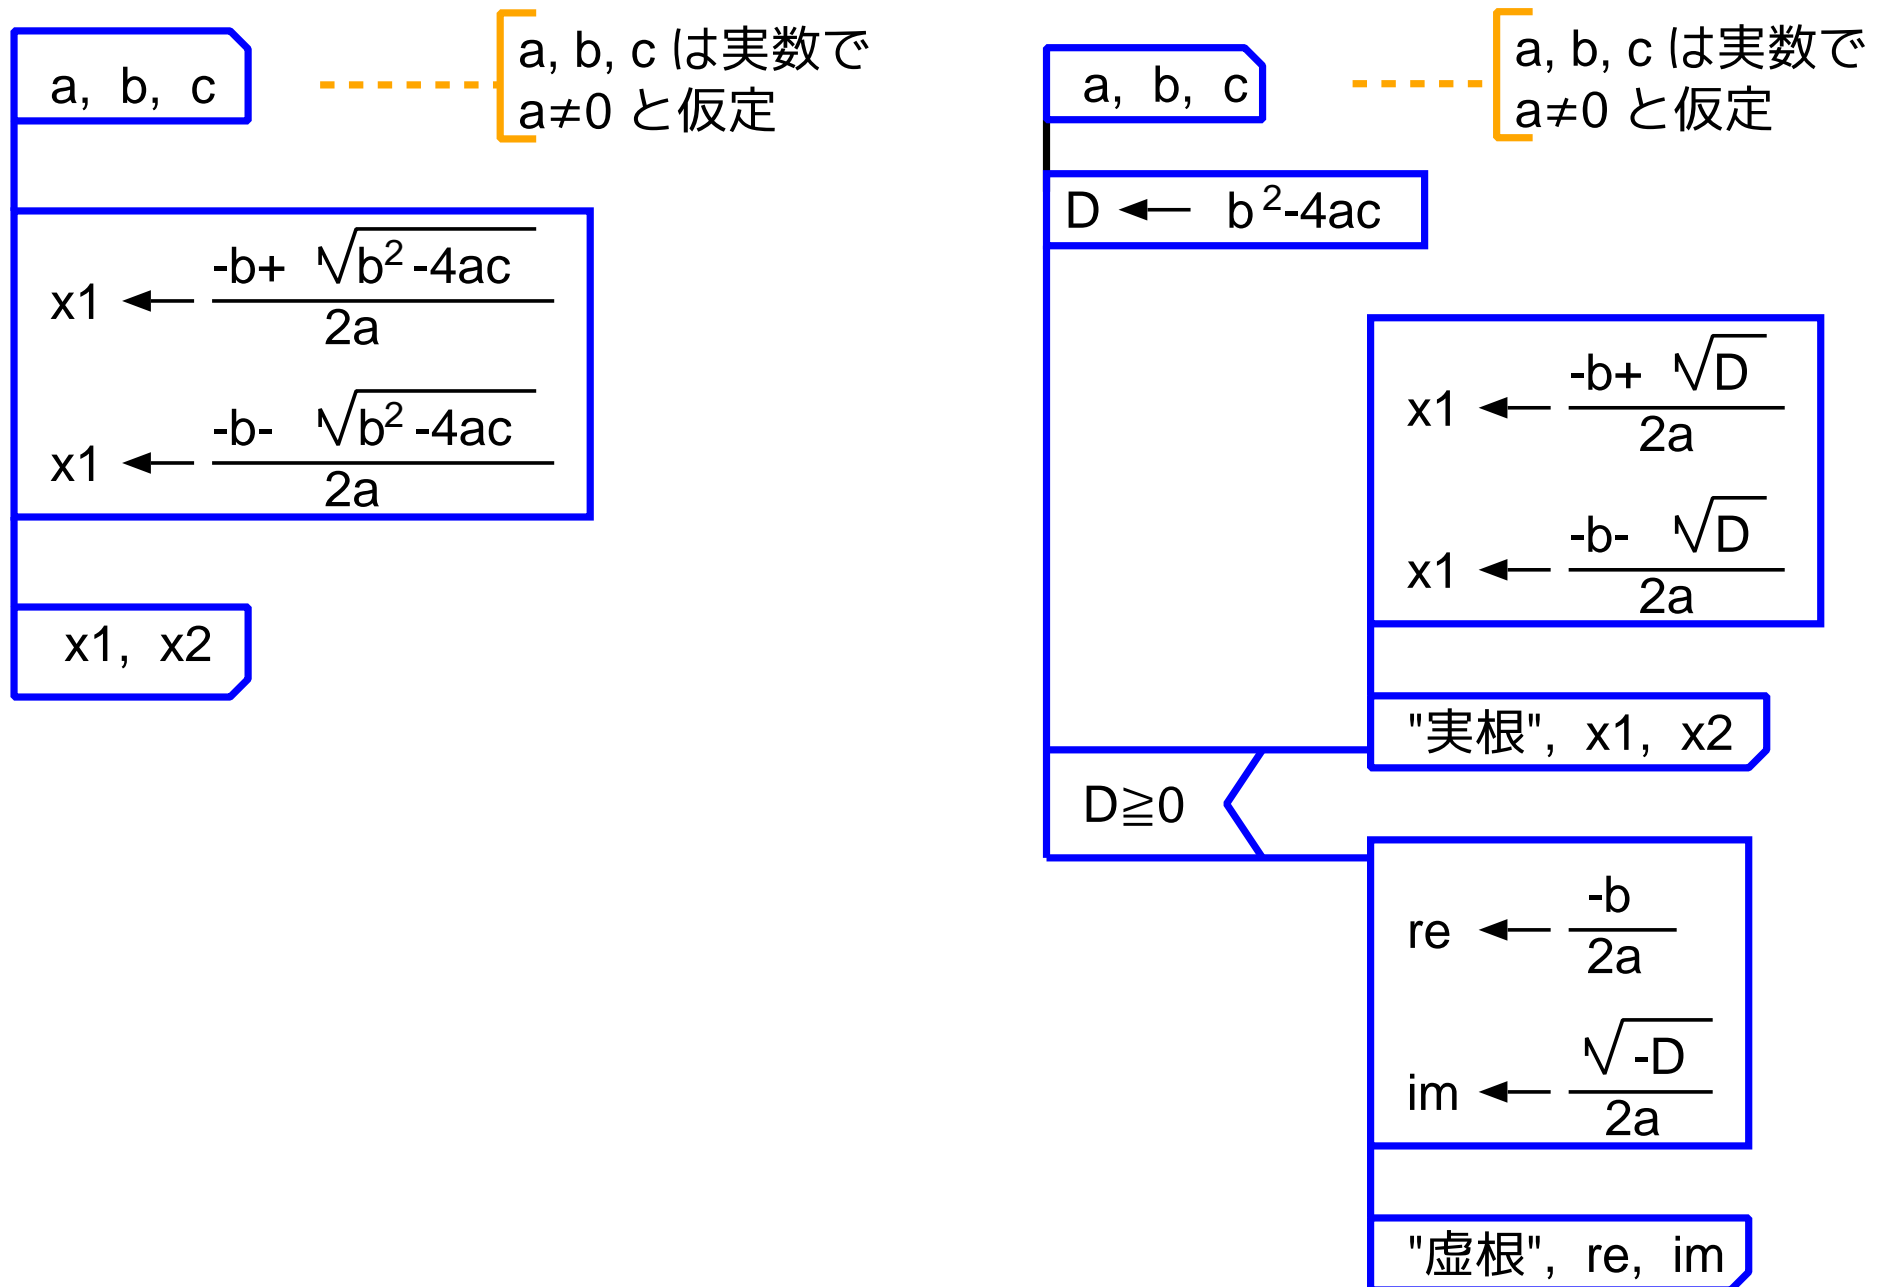 a, b, c
a, b, c は実数で
a≠0 と仮定
x1 ← -b+ √b²-4ac
2a
x1 ← -b- √b²-4ac
2a
x1, x2
a, b, c
a, b, c は実数で
a≠0 と仮定
D ← b²-4ac
x1 ← -b+ √D
2a
x1 ← -b- √D
2a
"実根", x1, x2
D≧0
re ← -b
2a
im ← √-D
2a
"虚根", re, im